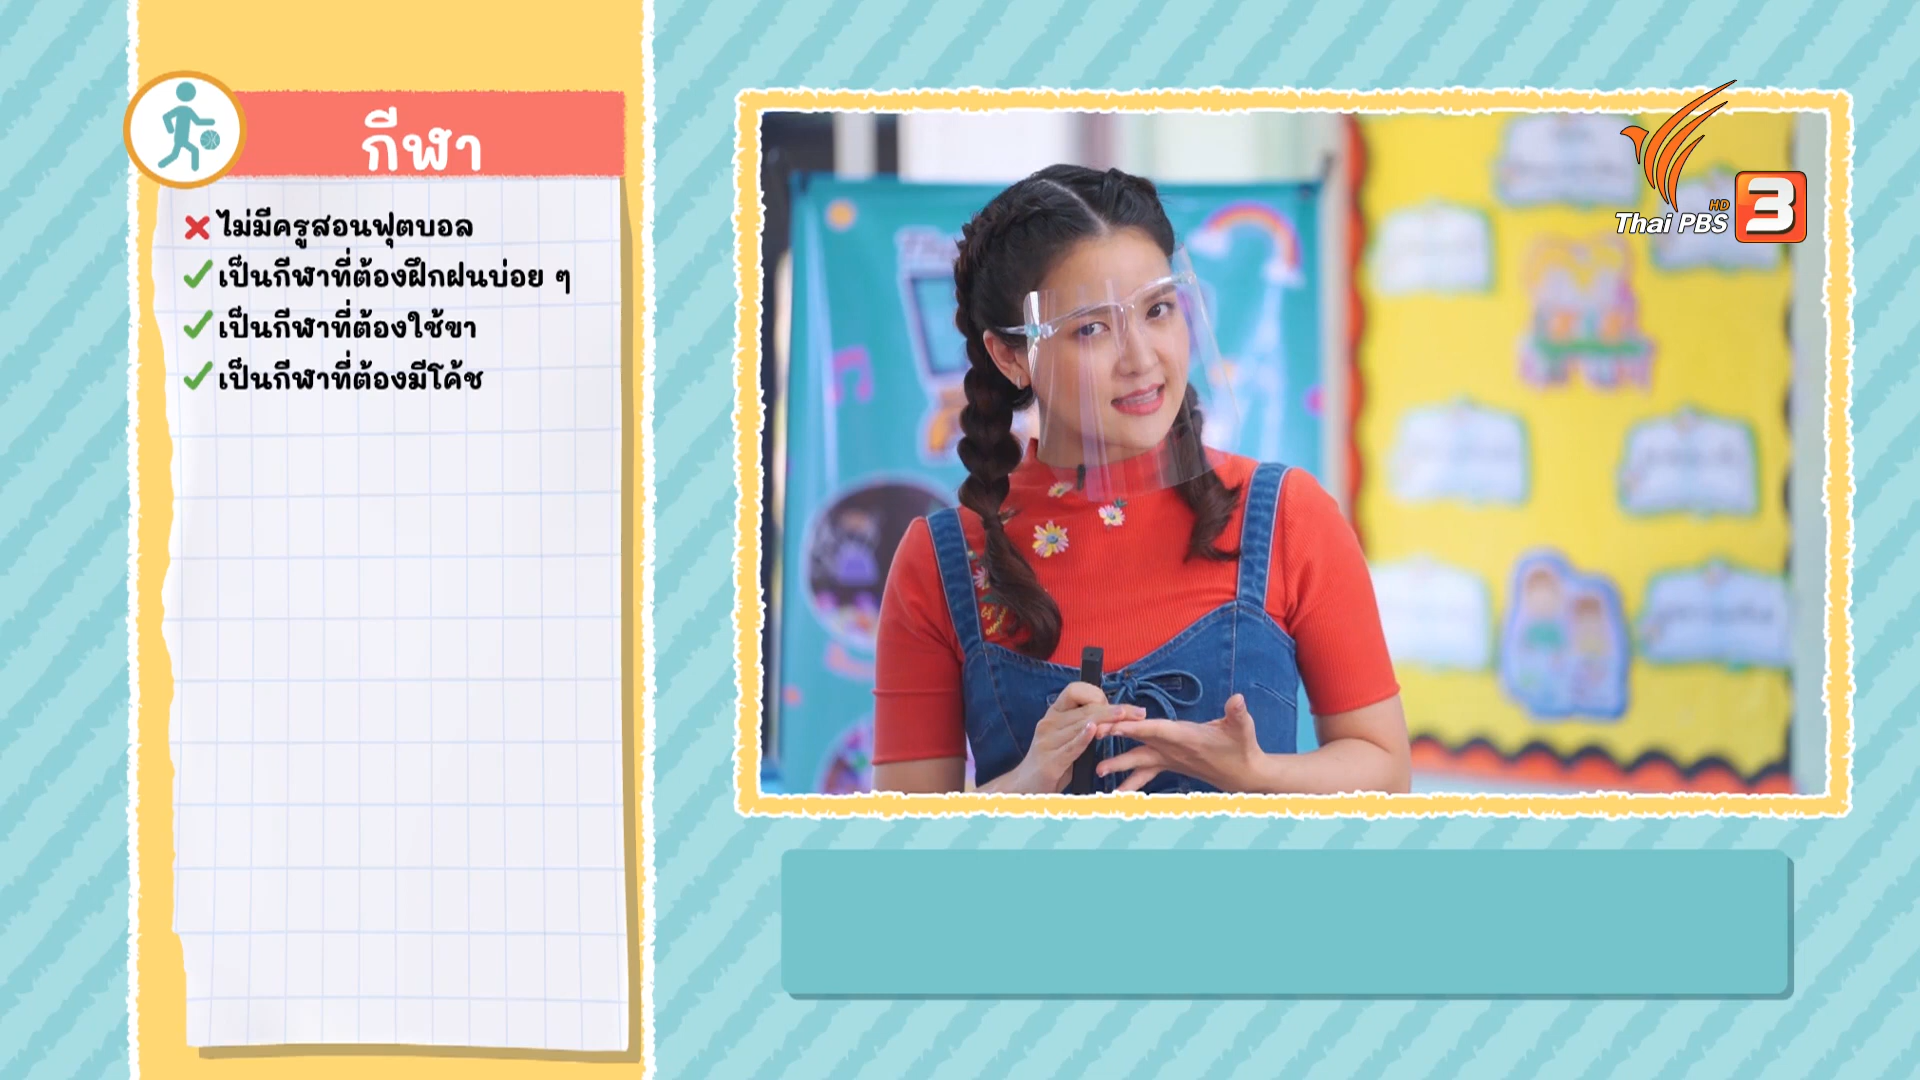 กีฬา
ไม่มีครูสอนฟุตบอล
เป็นกีฬาที่ต้องฝึกฝนบ่อย ๆ
เป็นกีฬาที่ต้องใช้ขา
เป็นกีฬาที่ต้องมีโค้ช
HD
Thai PBS 3